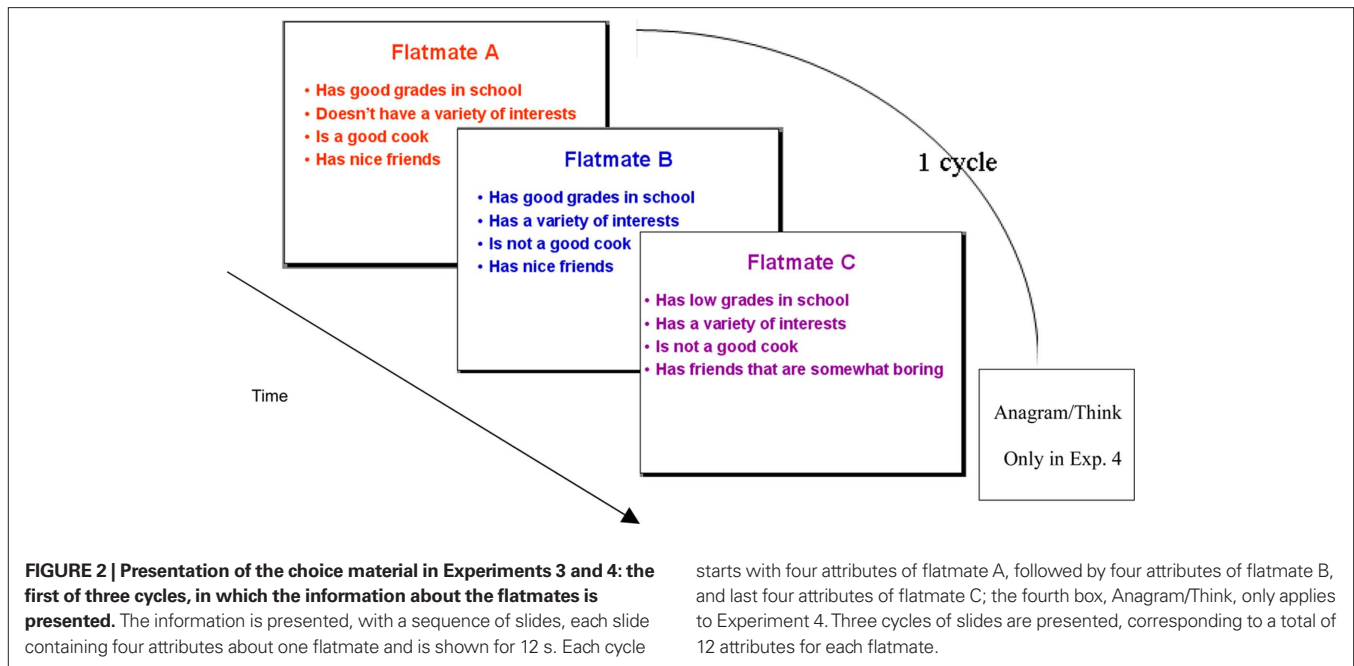 Flatmate A
• Has good grades in school
• Doesn't have a variety of interests
• Is a good cook
• Has nice friends
Flatmate B
• Has good grades in school
• Has a variety of interests
• Is not a good cook
• Has nice friends
Flatmate C
• Has low grades in school
• Has a variety of interests
• Is not a good cook
• Has friends that are somewhat boring
1 cycle
Time
Anagram/Think
Only in Exp. 4
FIGURE 2 | Presentation of the choice material in Experiments 3 and 4: the
first of three cycles, in which the information about the flatmates is
presented. The information is presented, with a sequence of slides, each slide
containing four attributes about one flatmate and is shown for 12 s. Each cycle
starts with four attributes of flatmate A, followed by four attributes of flatmate B,
and last four attributes of flatmate C; the fourth box, Anagram/Think, only applies
to Experiment 4. Three cycles of slides are presented, corresponding to a total of
12 attributes for each flatmate.